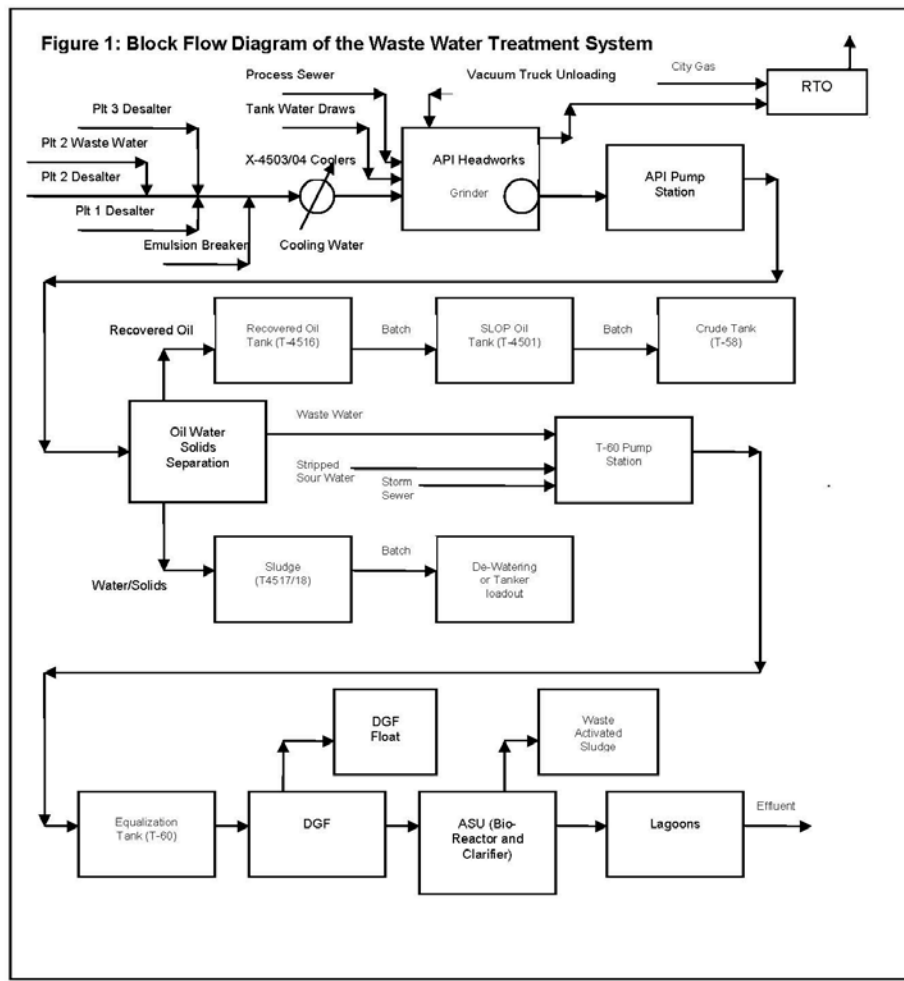 Figure 1: Block Flow Diagram of the Waste Water Treatment System
Process Sewer
Vacuum Truck Unloading
City Gas
RTO
Plt 3 Desalter
Tank Water Draws
Plt 2 Waste Water
X-4503/04 Coolers
API Headworks
API Pump
Station
Plt 2 Desalter
Grinder
Plt 1 Desalter
Emulsion Breaker
Cooling Water
Recovered Oil
Recovered Oil
Tank (T-4516)
Batch
SLOP Oil
Tank (T-4501)
Batch
Crude Tank
(T-58)
Oil Water
Solids
Separation
Waste Water
T-60 Pump
Station
Stripped
Sour Water
Storm
Sewer
Water/Solids
Sludge
(T4517/18)
Batch
De-Watering
or Tanker
loadout
DGF
Float
Waste
Activated
Sludge
Equalization
Tank (T-60)
DGF
ASU (Bio-
Reactor and
Clarifier)
Lagoons
Effluent